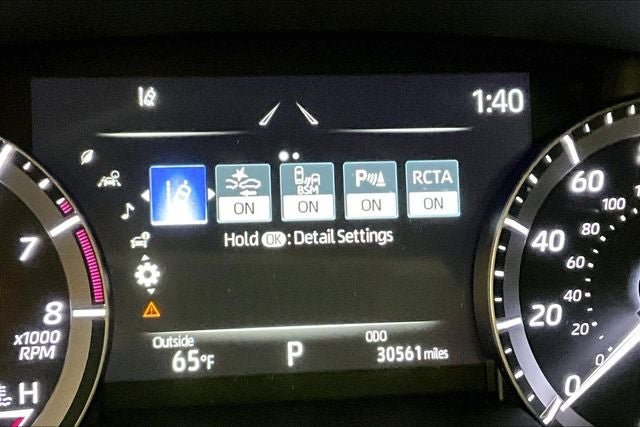 1:40
BSM
P
RCTA
ON
ON
ON
ON
Hold OK : Detail Settings
Outside
65°F
P
ODO
30561 miles
7
8
x1000
RPM
H
60
40
20
0
100
80
60
40
20
0